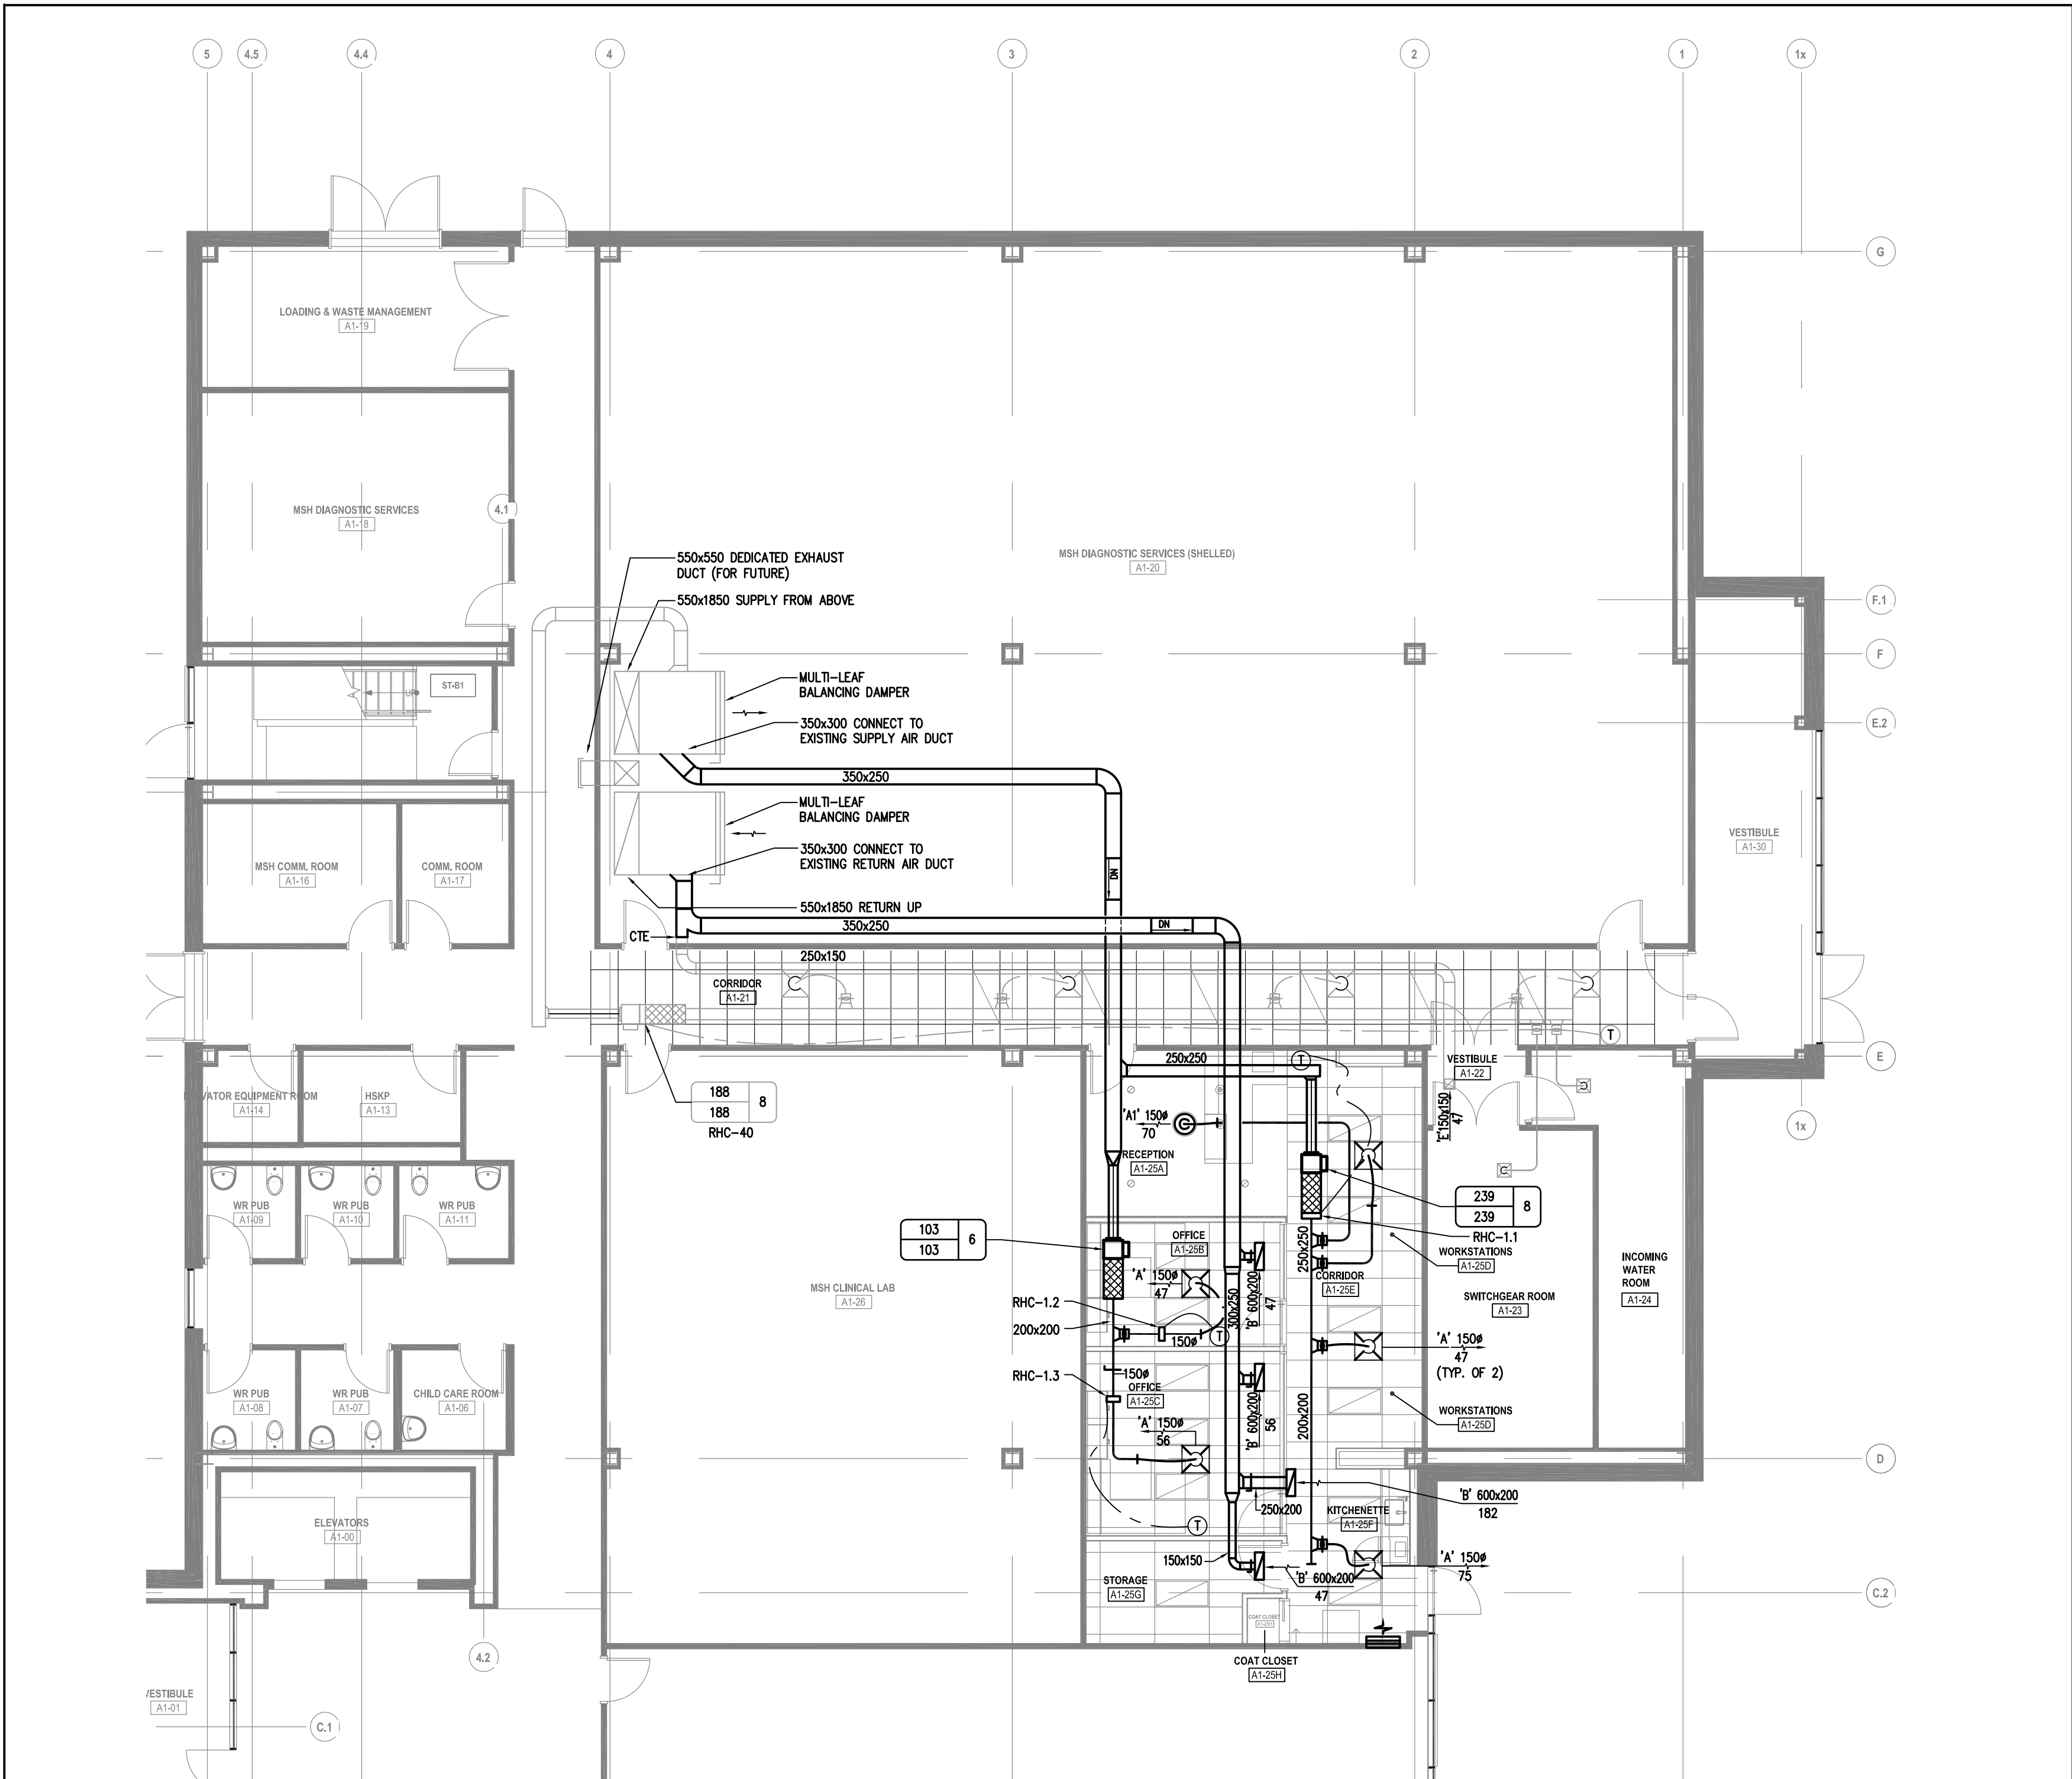 5
4.5
4.4
4
3
2
1
1x
G
LOADING & WASTE MANAGEMENT
A1-19
MSH DIAGNOSTIC SERVICES
A1-18
4.1
MSH DIAGNOSTIC SERVICES (SHELLED)
A1-20
550x550 DEDICATED EXHAUST
DUCT (FOR FUTURE)
550x1850 SUPPLY FROM ABOVE
F.1
F
MULTI-LEAF
BALANCING DAMPER
ST-B1
UP
350x300 CONNECT TO
EXISTING SUPPLY AIR DUCT
E.2
350x250
MULTI-LEAF
BALANCING DAMPER
VESTIBULE
A1-30
350x300 CONNECT TO
EXISTING RETURN AIR DUCT
MSH COMM. ROOM
A1-16
COMM. ROOM
A1-17
DN
550x1850 RETURN UP
350x250
DN
CTE
250x150
CORRIDOR
A1-21
T
E
250x250
T
VESTIBULE
A1-22
188
188
8
RHC-40
ELEVATOR EQUIPMENT ROOM
A1-14
HSKP
A1-13
'A1' 150ø
70
'E'150x150
47
1x
RECEPTION
A1-25A
WR PUB
A1-09
WR PUB
A1-10
WR PUB
A1-11
239
239
8
RHC-1.1
103
103
6
OFFICE
A1-25B
250x250
WORKSTATIONS
A1-25D
INCOMING
WATER
ROOM
A1-24
MSH CLINICAL LAB
A1-26
'A' 150ø
47
CORRIDOR
A1-25E
SWITCHGEAR ROOM
A1-23
RHC-1.2
300x250
'B' 600x200
47
200x200
150ø
T
'A' 150ø
47
(TYP. OF 2)
RHC-1.3
150ø
OFFICE
A1-25C
WR PUB
A1-08
WR PUB
A1-07
CHILD CARE ROOM
A1-06
'A' 150ø
56
'B' 600x200
56
200x200
WORKSTATIONS
A1-25D
D
'B' 600x200
182
250x200
KITCHENETTE
A1-25F
ELEVATORS
A1-00
T
150x150
'A' 150ø
75
STORAGE
A1-25G
'B' 600x200
47
C.2
COAT CLOSET
A1-25H
COAT CLOSET
A1-25H
4.2
VESTIBULE
A1-01
C.1